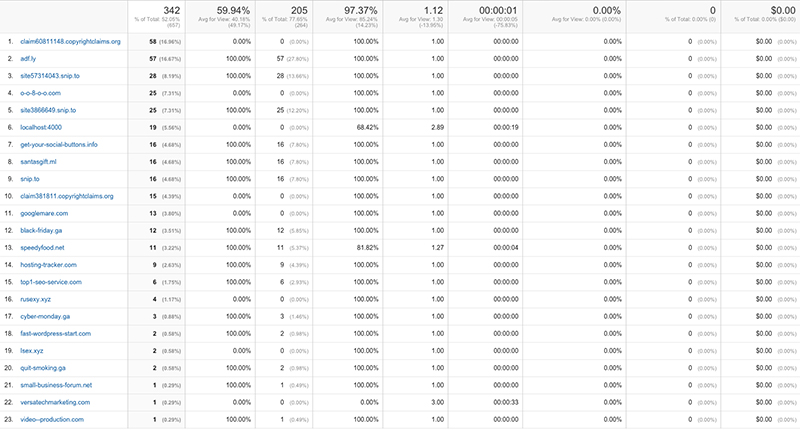 342 59.94% 205 97.37% 1.12 00:00:01 0.00% 0 $0.00
% of Total: 52.05% Avg for View: 40.18% % of Total: 77.65% Avg for View: 85.24% Avg for View: 1.30 Avg for View: 00:00:05 Avg for View: 0.00% (0.00%) % of Total: 0.00% (0) % of Total: 0.00% ($0.00)
(657) (49.17%) (264) (14.23%) (-13.95%) (-75.83%)
1. claim60811148.copyrightclaims.org 58 (16.96%) 0.00% 0 (0.00%) 100.00% 1.00 00:00:00 0.00% 0 (0.00%) $0.00 (0.00%)
2. adf.ly 57 (16.67%) 100.00% 57 (27.80%) 100.00% 1.00 00:00:00 0.00% 0 (0.00%) $0.00 (0.00%)
3. site57314043.snip.to 28 (8.19%) 100.00% 28 (13.66%) 100.00% 1.00 00:00:00 0.00% 0 (0.00%) $0.00 (0.00%)
4. o-o-8-o-o.com 25 (7.31%) 0.00% 0 (0.00%) 100.00% 1.00 00:00:00 0.00% 0 (0.00%) $0.00 (0.00%)
5. site3866649.snip.to 25 (7.31%) 100.00% 25 (12.20%) 100.00% 1.00 00:00:00 0.00% 0 (0.00%) $0.00 (0.00%)
6. localhost:4000 19 (5.56%) 0.00% 0 (0.00%) 68.42% 2.89 00:00:19 0.00% 0 (0.00%) $0.00 (0.00%)
7. get-your-social-buttons.info 16 (4.68%) 100.00% 16 (7.80%) 100.00% 1.00 00:00:00 0.00% 0 (0.00%) $0.00 (0.00%)
8. santasgift.ml 16 (4.68%) 100.00% 16 (7.80%) 100.00% 1.00 00:00:00 0.00% 0 (0.00%) $0.00 (0.00%)
9. snip.to 16 (4.68%) 100.00% 16 (7.80%) 100.00% 1.00 00:00:00 0.00% 0 (0.00%) $0.00 (0.00%)
10. claim381811.copyrightclaims.org 15 (4.39%) 0.00% 0 (0.00%) 100.00% 1.00 00:00:00 0.00% 0 (0.00%) $0.00 (0.00%)
11. googlemare.com 13 (3.80%) 0.00% 0 (0.00%) 100.00% 1.00 00:00:00 0.00% 0 (0.00%) $0.00 (0.00%)
12. black-friday.ga 12 (3.51%) 100.00% 12 (5.85%) 100.00% 1.00 00:00:00 0.00% 0 (0.00%) $0.00 (0.00%)
13. speedyfood.net 11 (3.22%) 100.00% 11 (5.37%) 81.82% 1.27 00:00:04 0.00% 0 (0.00%) $0.00 (0.00%)
14. hosting-tracker.com 9 (2.63%) 100.00% 9 (4.39%) 100.00% 1.00 00:00:00 0.00% 0 (0.00%) $0.00 (0.00%)
15. top1-seo-service.com 6 (1.75%) 100.00% 6 (2.93%) 100.00% 1.00 00:00:00 0.00% 0 (0.00%) $0.00 (0.00%)
16. rusexy.xyz 4 (1.17%) 0.00% 0 (0.00%) 100.00% 1.00 00:00:00 0.00% 0 (0.00%) $0.00 (0.00%)
17. cyber-monday.ga 3 (0.88%) 100.00% 3 (1.46%) 100.00% 1.00 00:00:00 0.00% 0 (0.00%) $0.00 (0.00%)
18. fast-wordpress-start.com 2 (0.58%) 100.00% 2 (0.98%) 100.00% 1.00 00:00:00 0.00% 0 (0.00%) $0.00 (0.00%)
19. lsex.xyz 2 (0.58%) 0.00% 0 (0.00%) 100.00% 1.00 00:00:00 0.00% 0 (0.00%) $0.00 (0.00%)
20. quit-smoking.ga 2 (0.58%) 100.00% 2 (0.98%) 100.00% 1.00 00:00:00 0.00% 0 (0.00%) $0.00 (0.00%)
21. small-business-forum.net 1 (0.29%) 100.00% 1 (0.49%) 100.00% 1.00 00:00:00 0.00% 0 (0.00%) $0.00 (0.00%)
22. versatechmarketing.com 1 (0.29%) 0.00% 0 (0.00%) 0.00% 3.00 00:00:33 0.00% 0 (0.00%) $0.00 (0.00%)
23. video--production.com 1 (0.29%) 100.00% 1 (0.49%) 100.00% 1.00 00:00:00 0.00% 0 (0.00%) $0.00 (0.00%)